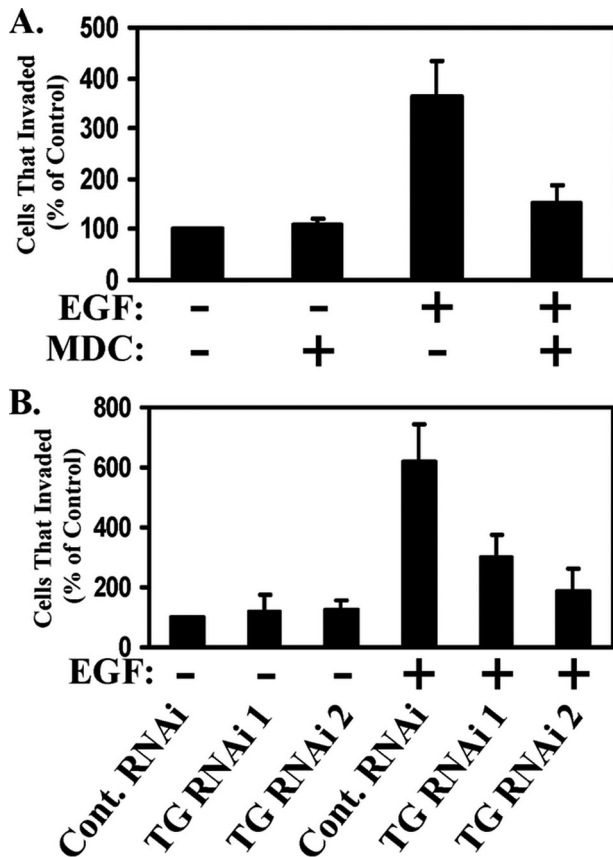 A.
Cells That Invaded
(% of Control)
500
400
300
200
100
0
EGF: - - + +
MDC: - + - +
B.
Cells That Invaded
(% of Control)
800
600
400
200
0
EGF: - - - + + +
Cont. RNAi
TG RNAi 1
TG RNAi 2
Cont. RNAi
TG RNAi 1
TG RNAi 2